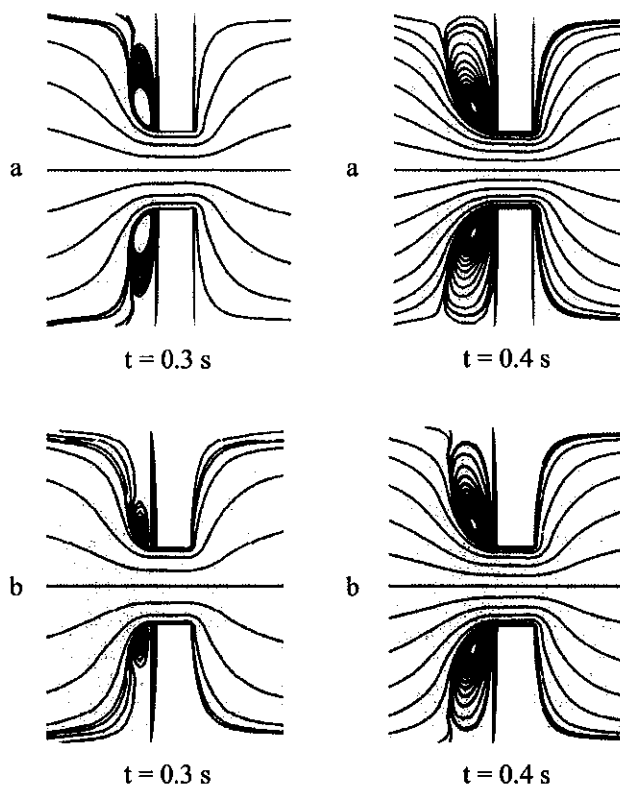 a
a
t = 0.3 s
t = 0.4 s
b
b
t = 0.3 s
t = 0.4 s